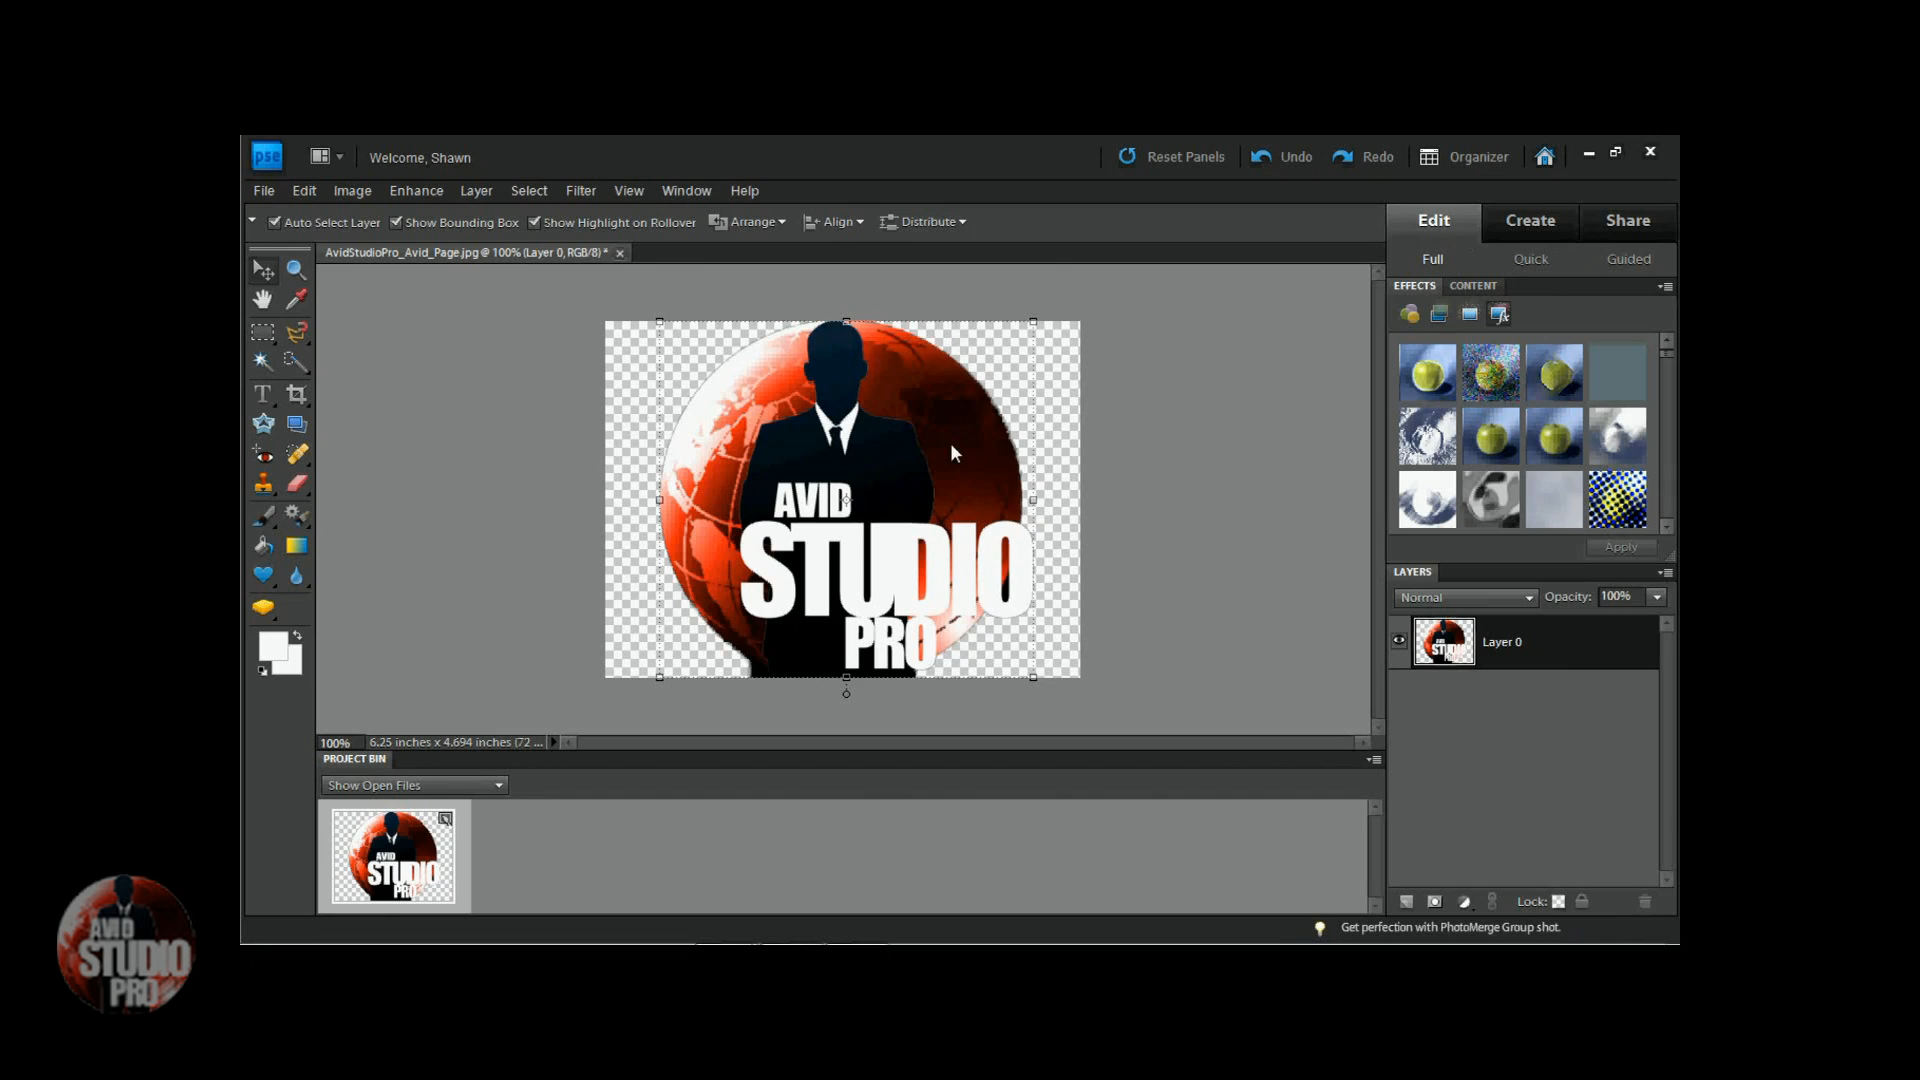 pse Welcome, Shawn Reset Panels Undo Redo Organizer
File Edit Image Enhance Layer Select Filter View Window Help
Auto Select Layer Show Bounding Box Show Highlight on Rollover Arrange Align Distribute
Edit Create Share
AvidStudioPro_Avid_Page.jpg @ 100% (Layer 0, RGB/8) *
Full Quick Guided
EFFECTS CONTENT
T
AVID
STUDIO
PRO
Apply
LAYERS
Normal Opacity: 100%
Layer 0
100% 6.25 inches x 4.694 inches (72 ...
PROJECT BIN
Show Open Files
AVID
STUDIO
PRO
Lock:
Get perfection with PhotoMerge Group shot.
AVID
STUDIO
PRO